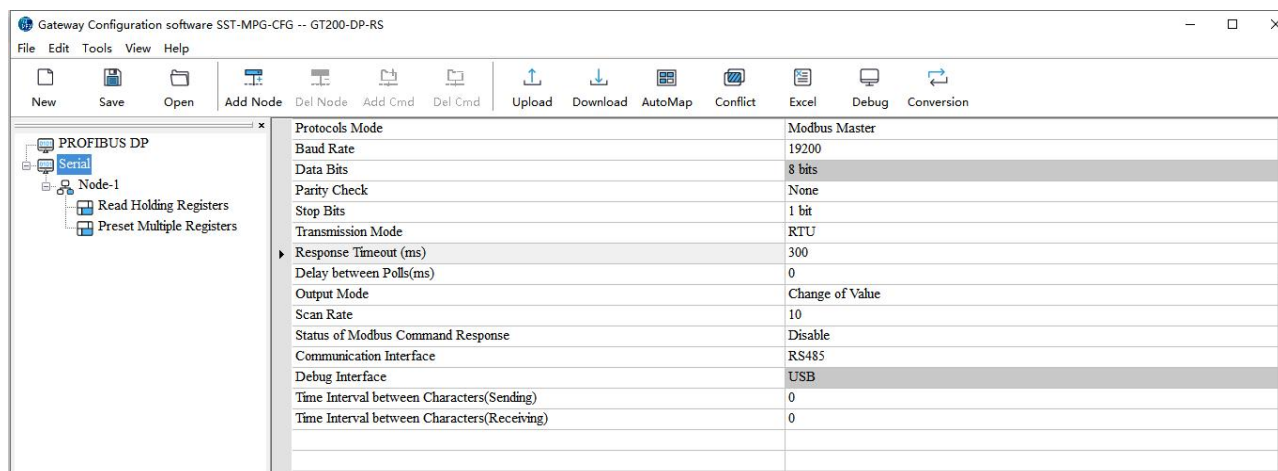 Gateway Configuration software SST-MPG-CFG -- GT200-DP-RS
File Edit Tools View Help
New Save Open Add Node Del Node Add Cmd Del Cmd Upload Download AutoMap Conflict Excel Debug Conversion
PROFIBUS DP
Serial
Node-1
Read Holding Registers
Preset Multiple Registers
Protocols Mode Modbus Master
Baud Rate 19200
Data Bits 8 bits
Parity Check None
Stop Bits 1 bit
Transmission Mode RTU
Response Timeout (ms) 300
Delay between Polls(ms) 0
Output Mode Change of Value
Scan Rate 10
Status of Modbus Command Response Disable
Communication Interface RS485
Debug Interface USB
Time Interval between Characters(Sending) 0
Time Interval between Characters(Receiving) 0